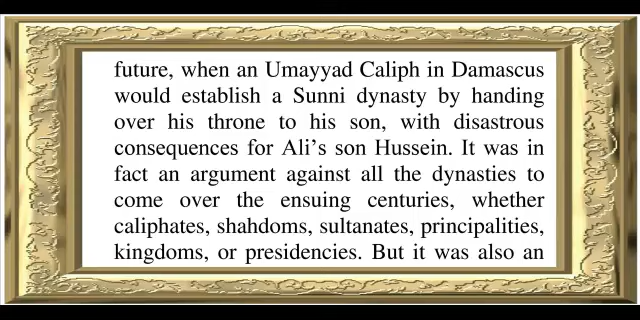 future, when an Umayyad Caliph in Damascus
would establish a Sunni dynasty by handing
over his throne to his son, with disastrous
consequences for Ali’s son Hussein. It was in
fact an argument against all the dynasties to
come over the ensuing centuries, whether
caliphates, shahdoms, sultanates, principalities,
kingdoms, or presidencies. But it was also an